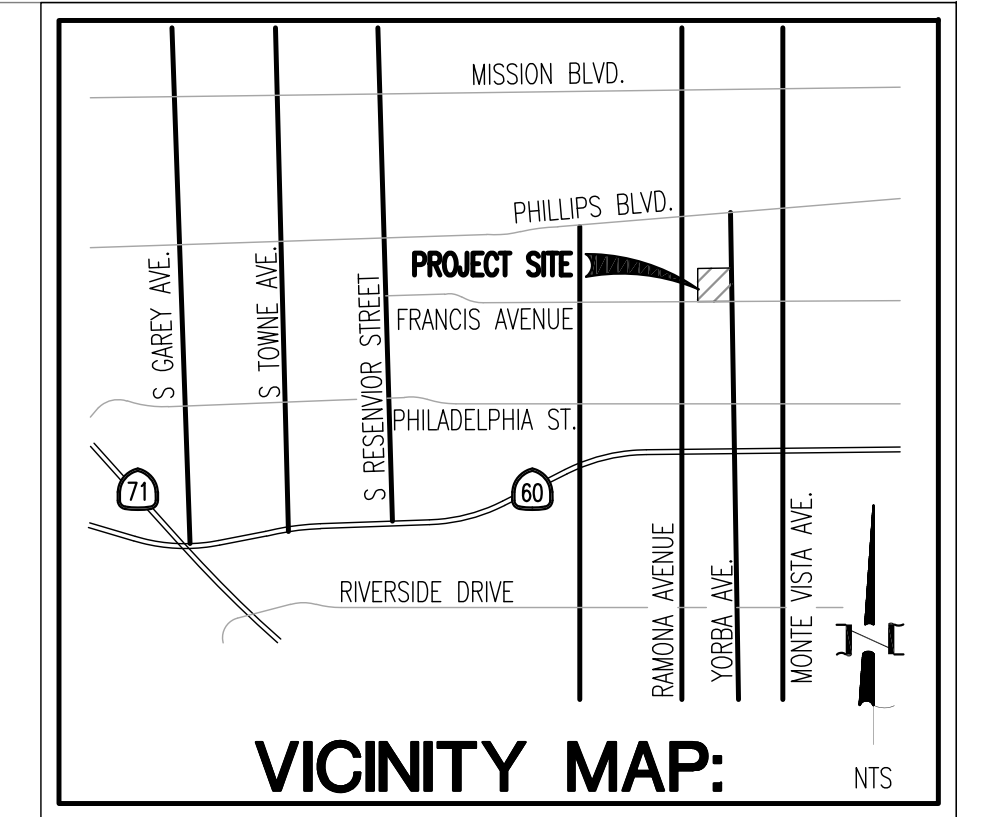 MISSION BLVD.
PHILLIPS BLVD.
S GAREY AVE.
S TOWNE AVE.
S RESENVIOR STREET
PROJECT SITE
FRANCIS AVENUE
PHILADELPHIA ST.
71
60
RIVERSIDE DRIVE
RAMONA AVENUE
YORBA AVE.
MONTE VISTA AVE.
VICINITY MAP:
NTS